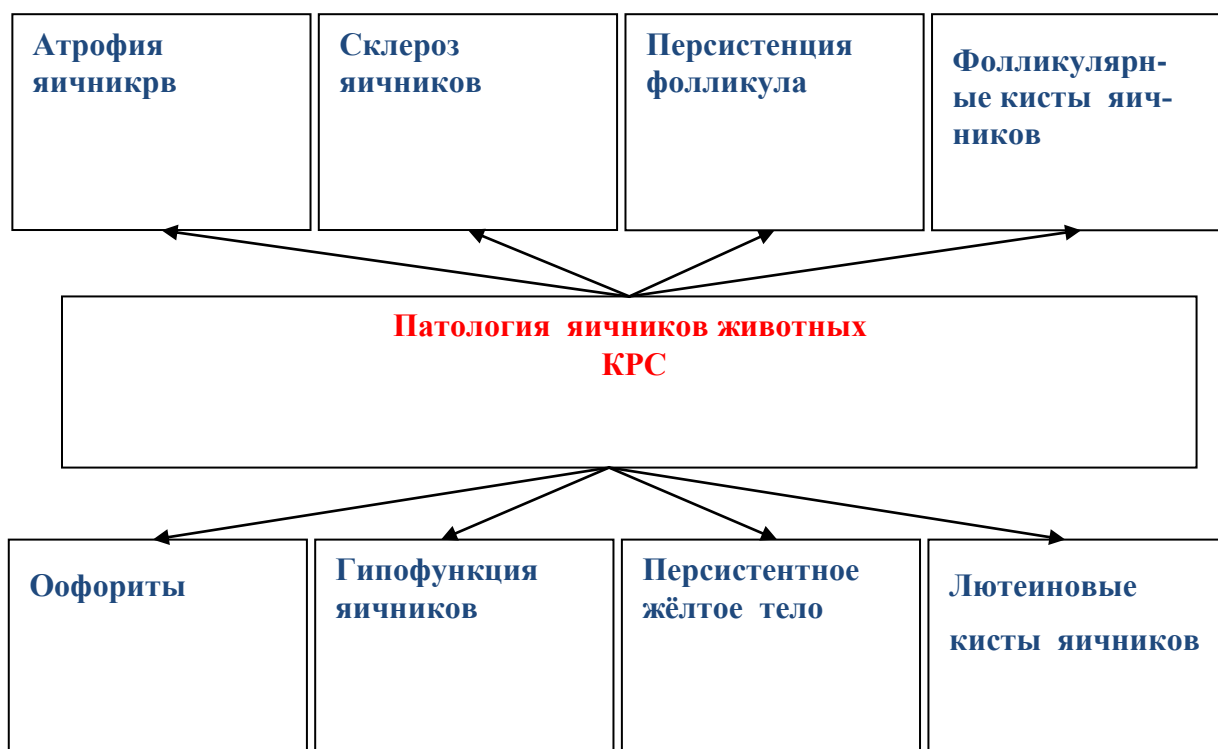 Атрофия
яичникрв
Склероз
яичников
Персистенция
фолликула
Фолликулярн-
ые кисты яич-
ников
Патология яичников животных
КРС
Оофориты
Гипофункция
яичников
Персистентное
жёлтое тело
Лютеиновые
кисты яичников